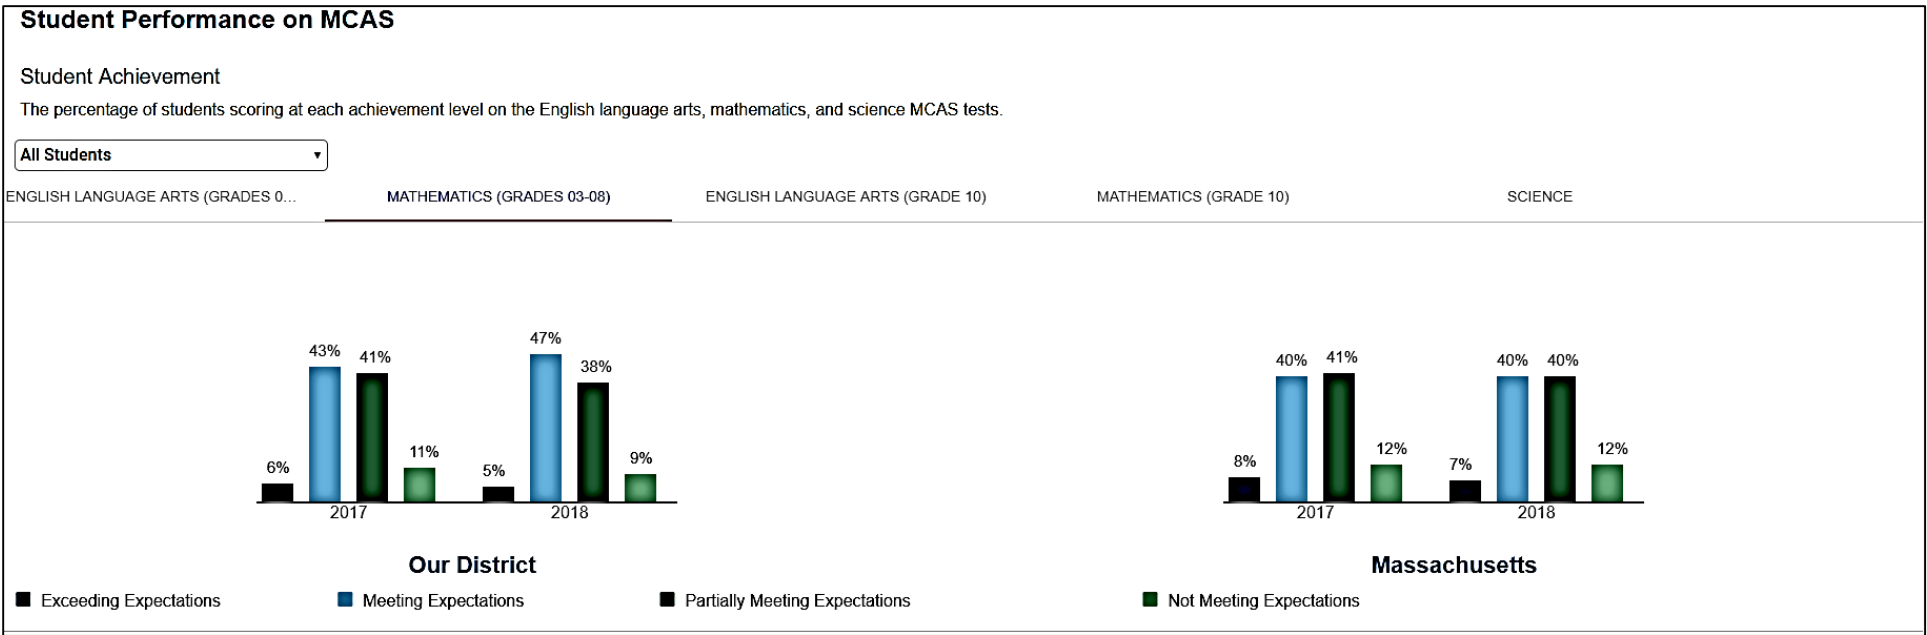 Student Performance on MCAS
Student Achievement
The percentage of students scoring at each achievement level on the English language arts, mathematics, and science MCAS tests.
All Students
ENGLISH LANGUAGE ARTS (GRADES 0... MATHEMATICS (GRADES 03-08) ENGLISH LANGUAGE ARTS (GRADE 10) MATHEMATICS (GRADE 10) SCIENCE
43% 41% 6% 11%
2017
47% 38% 5% 9%
2018
Our District
40% 41% 8% 12%
2017
40% 40% 7% 12%
2018
Massachusetts
Exceeding Expectations Meeting Expectations Partially Meeting Expectations Not Meeting Expectations